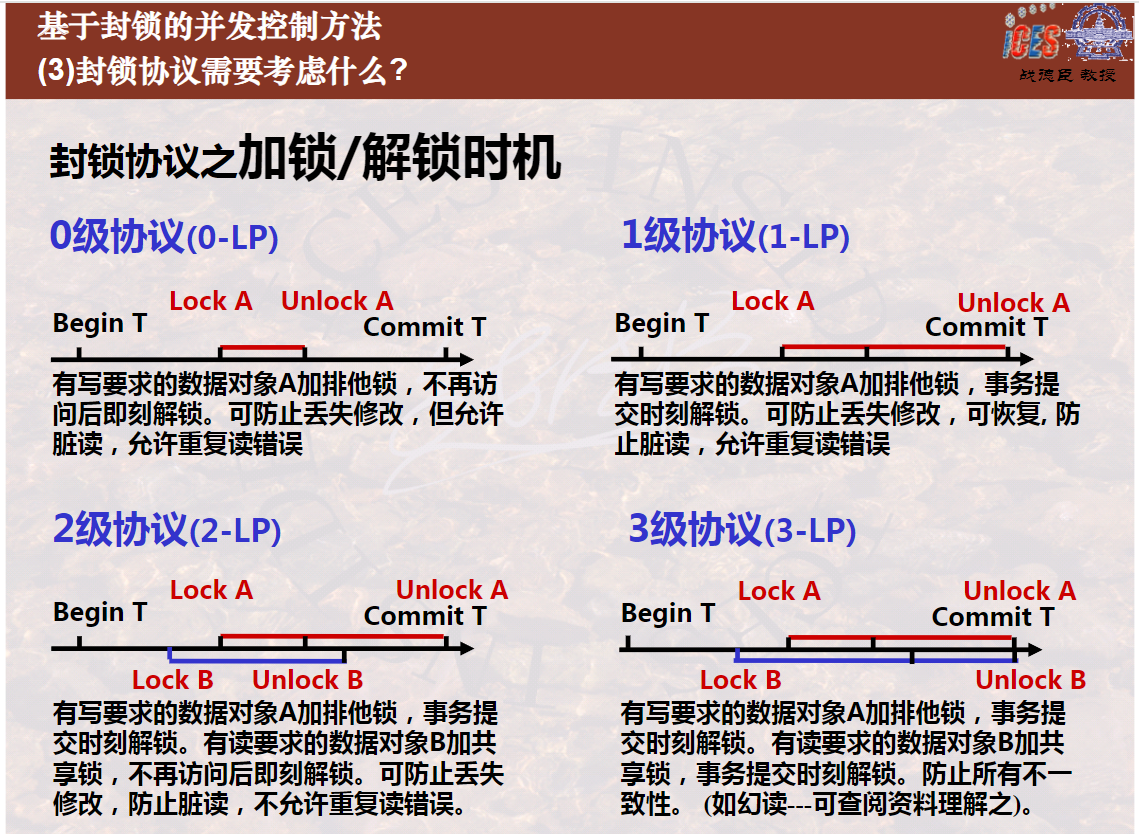 基于封锁的并发控制方法
(3)封锁协议需要考虑什么?
iCES
战德臣 教授
封锁协议之加锁/解锁时机
0级协议(0-LP)
Lock A Unlock A
Begin T Commit T
有写要求的数据对象A加排他锁，不再访
问后即刻解锁。可防止丢失修改，但允许
脏读，允许重复读错误
1级协议(1-LP)
Lock A Unlock A
Begin T Commit T
有写要求的数据对象A加排他锁，事务提
交时刻解锁。可防止丢失修改，可恢复, 防
止脏读，允许重复读错误
2级协议(2-LP)
Lock A Unlock A
Begin T Commit T
Lock B Unlock B
有写要求的数据对象A加排他锁，事务提
交时刻解锁。有读要求的数据对象B加共
享锁，不再访问后即刻解锁。可防止丢失
修改，防止脏读，不允许重复读错误。
3级协议(3-LP)
Lock A Unlock A
Begin T Commit T
Lock B Unlock B
有写要求的数据对象A加排他锁，事务提
交时刻解锁。有读要求的数据对象B加共
享锁，事务提交时刻解锁。防止所有不一
致性。 (如幻读---可查阅资料理解之)。